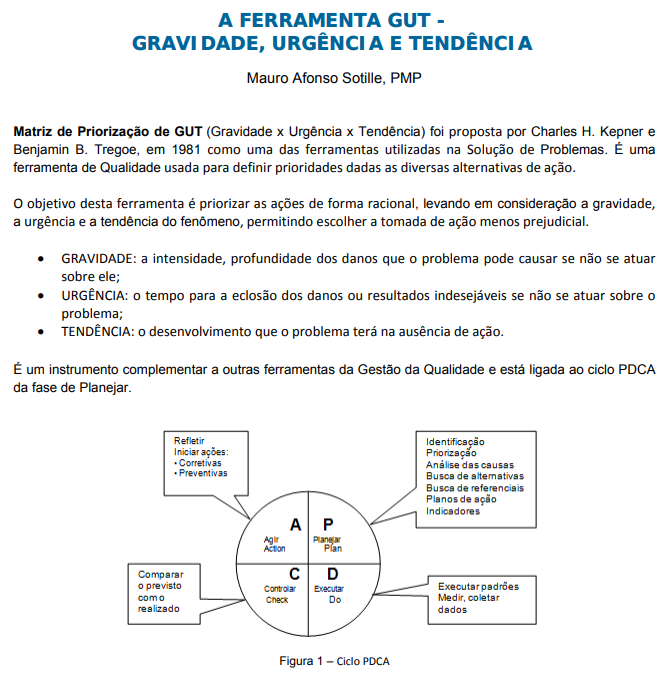 A FERRAMENTA GUT -
GRAVIDADE, URGÊNCIA E TENDÊNCIA
Mauro Afonso Sotille, PMP
Matriz de Priorização de GUT (Gravidade x Urgência x Tendência) foi proposta por Charles H. Kepner e
Benjamin B. Tregoe, em 1981 como uma das ferramentas utilizadas na Solução de Problemas. É uma
ferramenta de Qualidade usada para definir prioridades dadas as diversas alternativas de ação.
O objetivo desta ferramenta é priorizar as ações de forma racional, levando em consideração a gravidade,
a urgência e a tendência do fenômeno, permitindo escolher a tomada de ação menos prejudicial.
• GRAVIDADE: a intensidade, profundidade dos danos que o problema pode causar se não se atuar
sobre ele;
• URGÊNCIA: o tempo para a eclosão dos danos ou resultados indesejáveis se não se atuar sobre o
problema;
• TENDÊNCIA: o desenvolvimento que o problema terá na ausência de ação.
É um instrumento complementar a outras ferramentas da Gestão da Qualidade e está ligada ao ciclo PDCA
da fase de Planejar.
Refletir
Iniciar ações:
• Corretivas
• Preventivas
Identificação
Priorização
Análise das causas
Busca de alternativas
Busca de referenciais
Planos de ação
Indicadores
A
Agir
Action
P
Planejar
Plan
C
Controlar
Check
D
Executar
Do
Comparar
o previsto
com o
realizado
Executar padrões
Medir, coletar
dados
Figura 1 – Ciclo PDCA